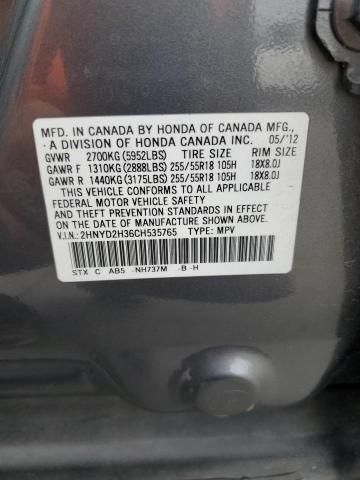 MFD. IN CANADA BY HONDA OF CANADA MFG.,
A DIVISION OF HONDA CANADA INC. 05/'12
GVWR 2700KG (5952LBS) TIRE SIZE RIM SIZE
GAWR F 1310KG (2888LBS) 255/55R18 105H 18X8.0J
GAWR R 1440KG (3175LBS) 255/55R18 105H 18X8.0J
THIS VEHICLE CONFORMS TO ALL APPLICABLE
FEDERAL MOTOR VEHICLE SAFETY
AND THEFT PREVENTION STANDARDS IN EFFECT
ON THE DATE OF MANUFACTURE SHOWN ABOVE.
V.I.N.: 2HNYD2H36CH535765 TYPE: MPV
STX C AB5 -NH737M -B -H